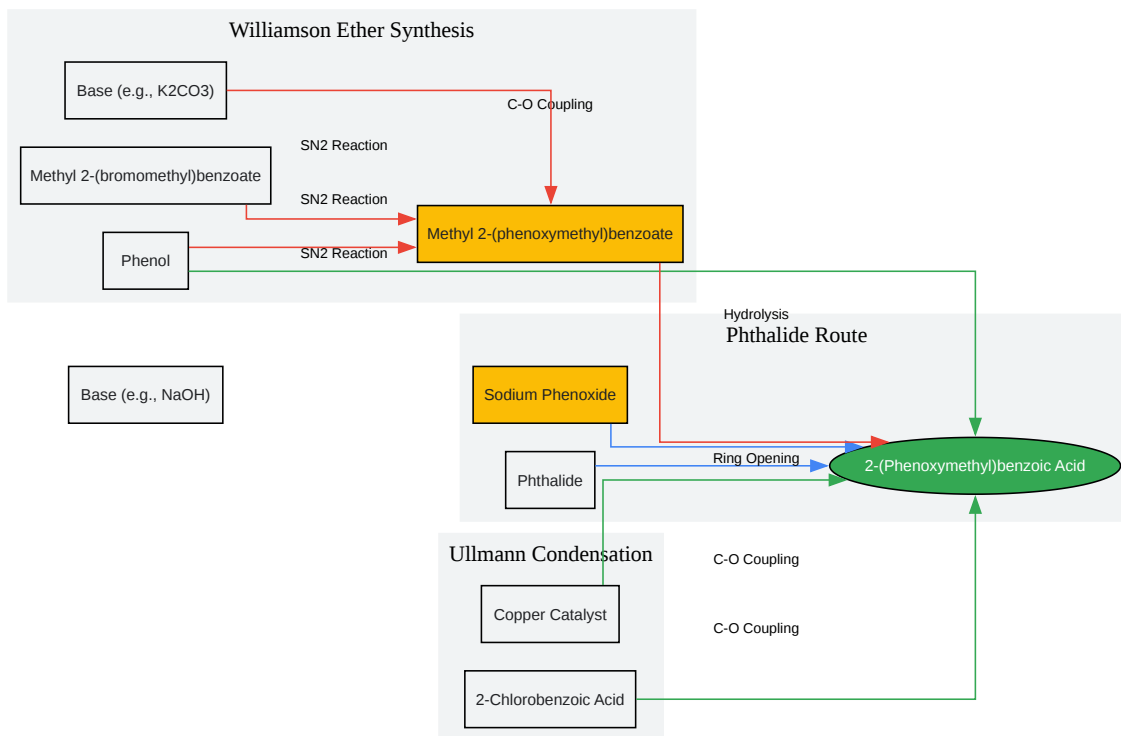 Williamson Ether Synthesis
Base (e.g., K2CO3)
C-O Coupling
SN2 Reaction
Methyl 2-(bromomethyl)benzoate
SN2 Reaction
Methyl 2-(phenoxymethyl)benzoate
Phenol
SN2 Reaction
Hydrolysis
Phthalide Route
Base (e.g., NaOH)
Sodium Phenoxide
Ring Opening
2-(Phenoxymethyl)benzoic Acid
Phthalide
Ullmann Condensation
C-O Coupling
Copper Catalyst
C-O Coupling
2-Chlorobenzoic Acid